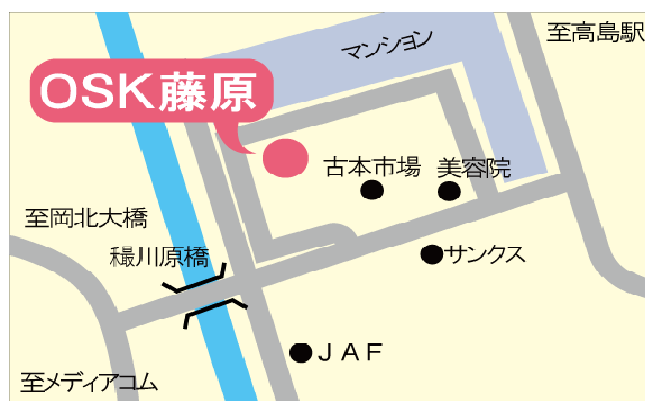 至高島駅
マンション
OSK藤原
古本市場
美容院
至岡北大橋
穝川原橋
サンクス
ＪＡＦ
至メディアコム